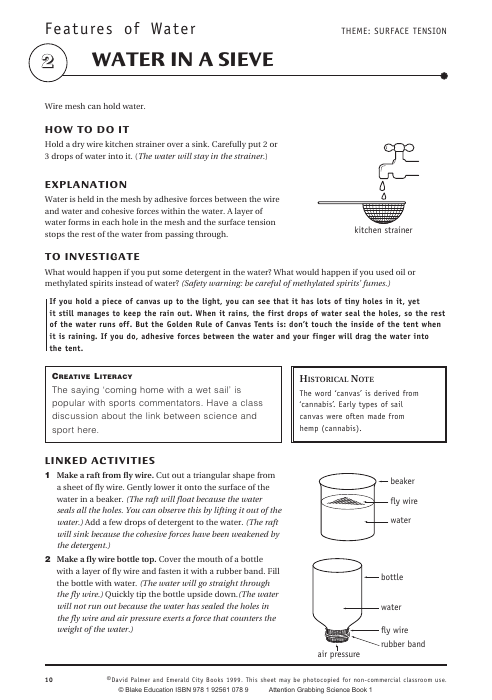 Features of Water
THEME: SURFACE TENSION
2
WATER IN A SIEVE
Wire mesh can hold water.
HOW TO DO IT
Hold a dry wire kitchen strainer over a sink. Carefully put 2 or
3 drops of water into it. (The water will stay in the strainer.)
EXPLANATION
Water is held in the mesh by adhesive forces between the wire
and water and cohesive forces within the water. A layer of
water forms in each hole in the mesh and the surface tension
stops the rest of the water from passing through.
kitchen strainer
TO INVESTIGATE
What would happen if you put some detergent in the water? What would happen if you used oil or
methylated spirits instead of water? (Safety warning: be careful of methylated spirits' fumes.)
If you hold a piece of canvas up to the light, you can see that it has lots of tiny holes in it, yet
it still manages to keep the rain out. When it rains, the first drops of water seal the holes, so the rest
of the water runs off. But the Golden Rule of Canvas Tents is: don't touch the inside of the tent when
it is raining. If you do, adhesive forces between the water and your finger will drag the water into
the tent.
CREATIVE LITERACY
The saying 'coming home with a wet sail' is
popular with sports commentators. Have a class
discussion about the link between science and
sport here.
HISTORICAL NOTE
The word 'canvas' is derived from
'cannabis'. Early types of sail
canvas were often made from
hemp (cannabis).
LINKED ACTIVITIES
1 Make a raft from fly wire. Cut out a triangular shape from
a sheet of fly wire. Gently lower it onto the surface of the
water in a beaker. (The raft will float because the water
seals all the holes. You can observe this by lifting it out of the
water.) Add a few drops of detergent to the water. (The raft
will sink because the cohesive forces have been weakened by
the detergent.)
2 Make a fly wire bottle top. Cover the mouth of a bottle
with a layer of fly wire and fasten it with a rubber band. Fill
the bottle with water. (The water will go straight through
the fly wire.) Quickly tip the bottle upside down.(The water
will not run out because the water has sealed the holes in
the fly wire and air pressure exerts a force that counters the
weight of the water.)
beaker
fly wire
water
bottle
water
fly wire
rubber band
air pressure
10
©David Palmer and Emerald City Books 1999. This sheet may be photocopied for non-commercial classroom use.
© Blake Education ISBN 978 1 92561 078 9 Attention Grabbing Science Book 1